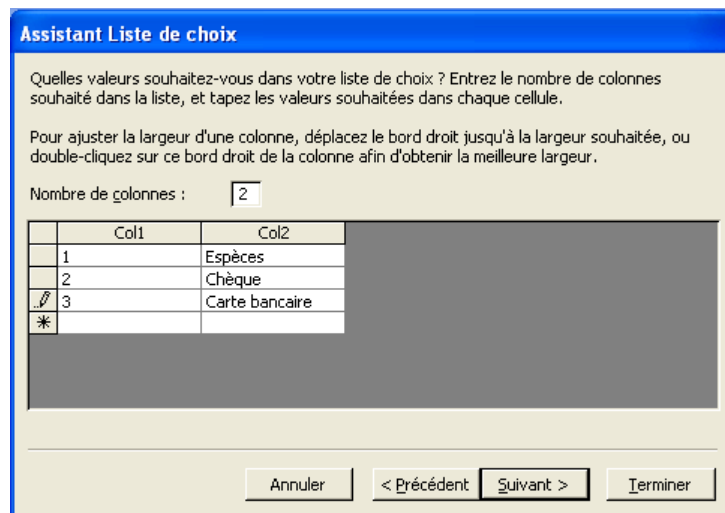 Assistant Liste de choix
Quelles valeurs souhaitez-vous dans votre liste de choix ? Entrez le nombre de colonnes
souhaité dans la liste, et tapez les valeurs souhaitées dans chaque cellule.
Pour ajuster la largeur d'une colonne, déplacez le bord droit jusqu'à la largeur souhaitée, ou
double-cliquez sur ce bord droit de la colonne afin d'obtenir la meilleure largeur.
Nombre de colonnes : 2
Col1 Col2
1 Espèces
2 Chèque
3 Carte bancaire
Annuler < Précédent Suivant > Terminer